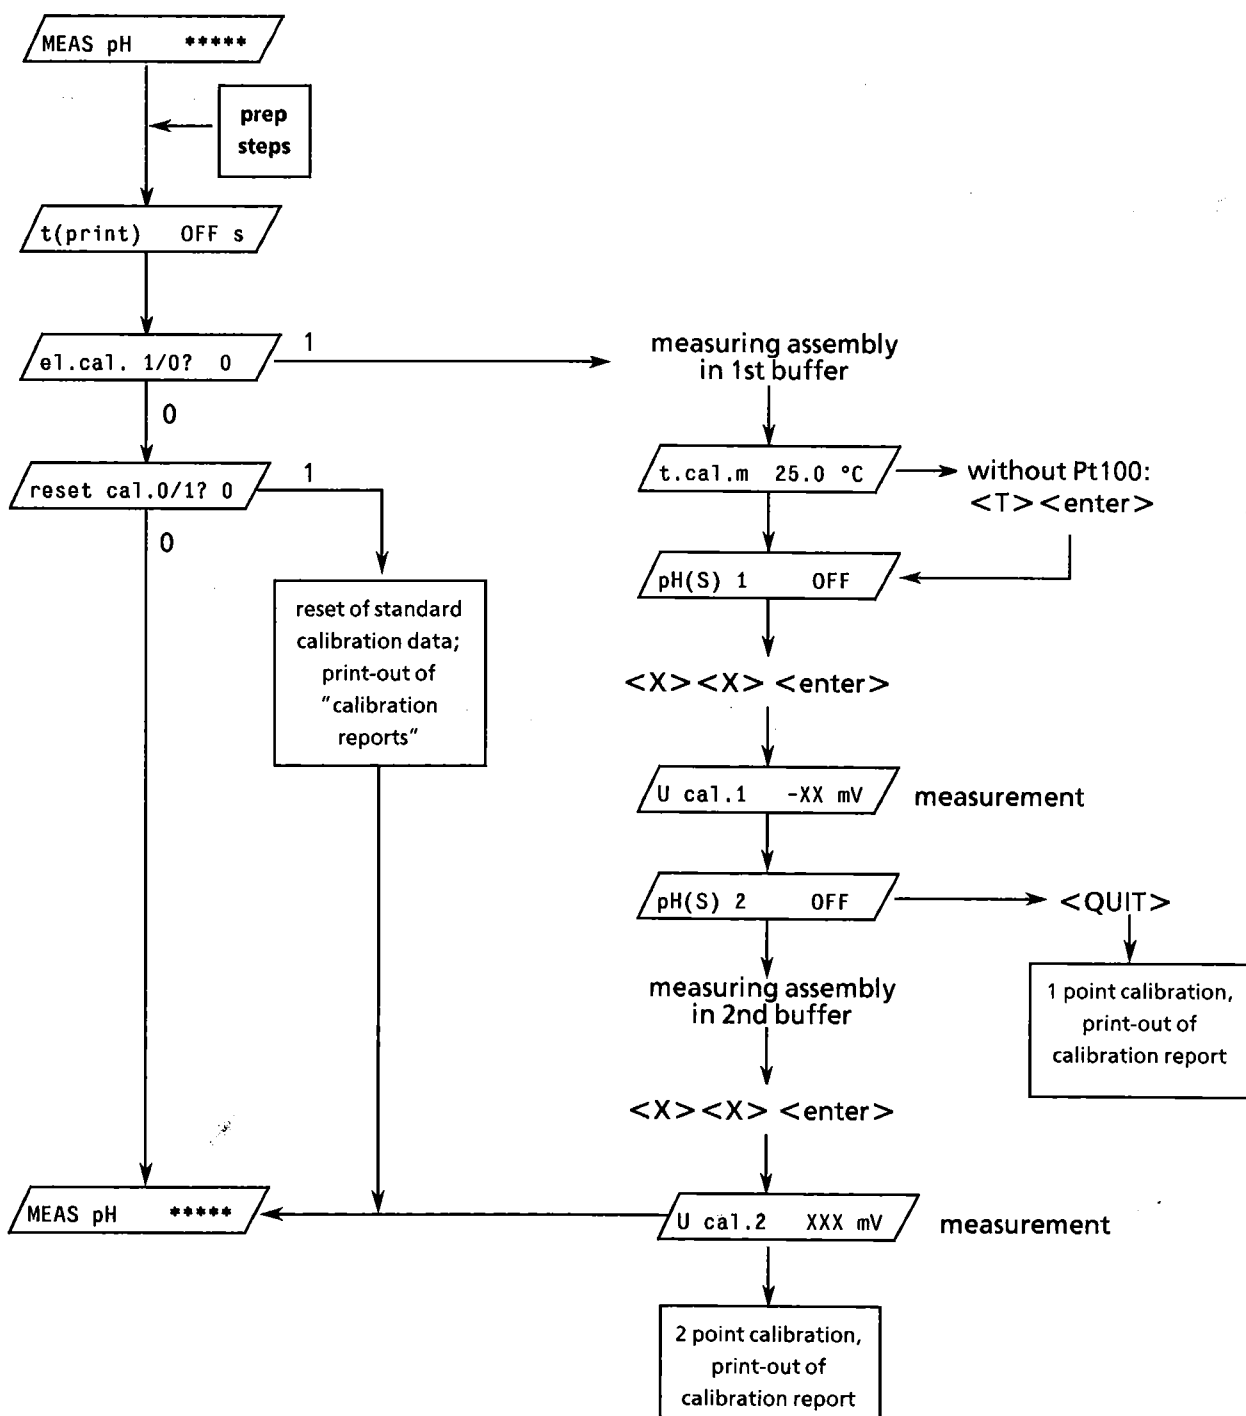 MEAS pH *****
prep
steps
t(print) OFF s
el.cal. 1/0? 0
1
0
reset cal.0/1? 0
1
0
reset of standard
calibration data;
print-out of
"calibration
reports"
measuring assembly
in 1st buffer
t.cal.m 25.0 °C
without Pt100:
<T> <enter>
pH(S) 1 OFF
<X> <X> <enter>
U cal.1 -XX mV
measurement
pH(S) 2 OFF
<QUIT>
1 point calibration,
print-out of
calibration report
measuring assembly
in 2nd buffer
<X> <X> <enter>
MEAS pH *****
U cal.2 XXX mV
measurement
2 point calibration,
print-out of
calibration report